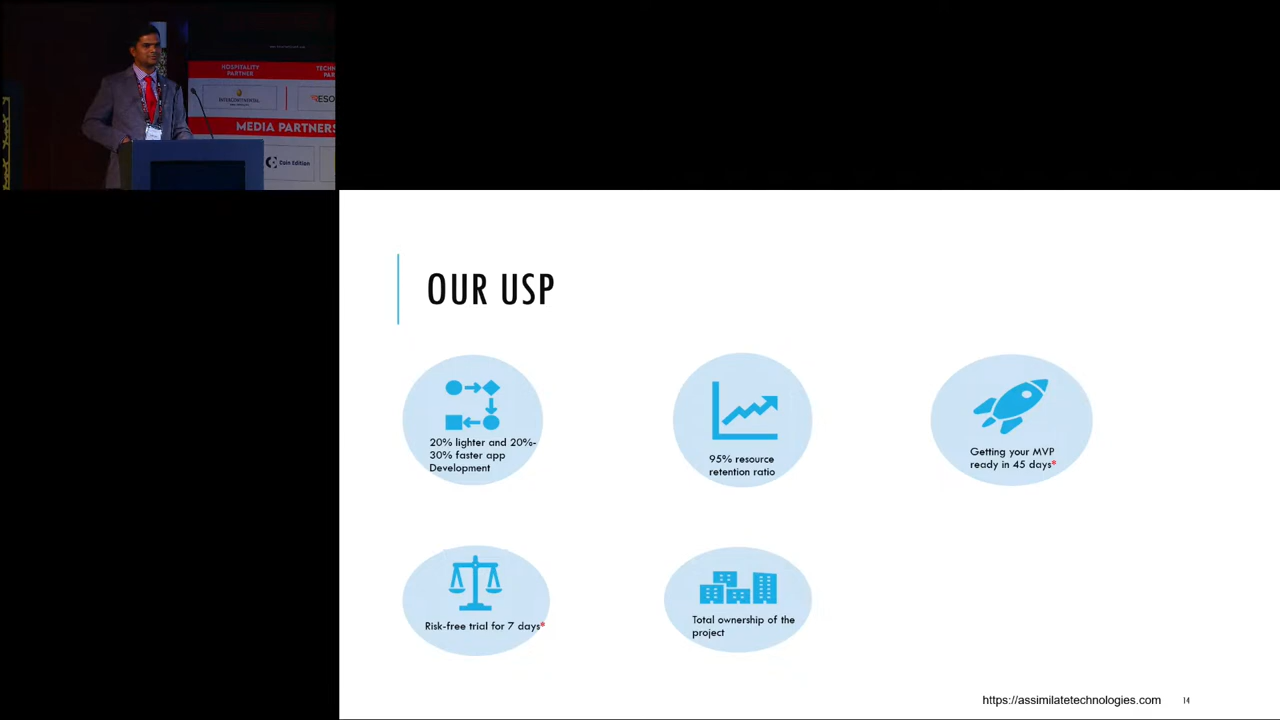 HOSPITALITY
PARTNER
MEDIA PARTNERS
Eain Edition
OUR USP
20% lighter and 20%-
30% faster app
Development
95% resource
retention ratio
Getting your MVP
ready in 45 days*
Risk-free trial for 7 days*
Total ownership of the
project
https://assimilatetechnologies.com
14